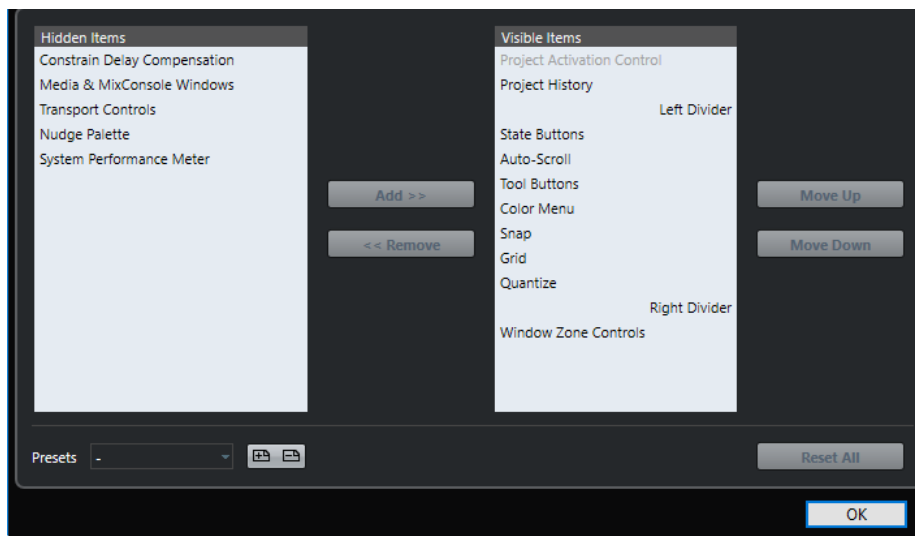 Hidden Items
Constrain Delay Compensation
Media & MixConsole Windows
Transport Controls
Nudge Palette
System Performance Meter
Add >>
<< Remove
Visible Items
Project Activation Control
Project History
Left Divider
State Buttons
Auto-Scroll
Tool Buttons
Color Menu
Snap
Grid
Quantize
Right Divider
Window Zone Controls
Move Up
Move Down
Presets -
Reset All
OK